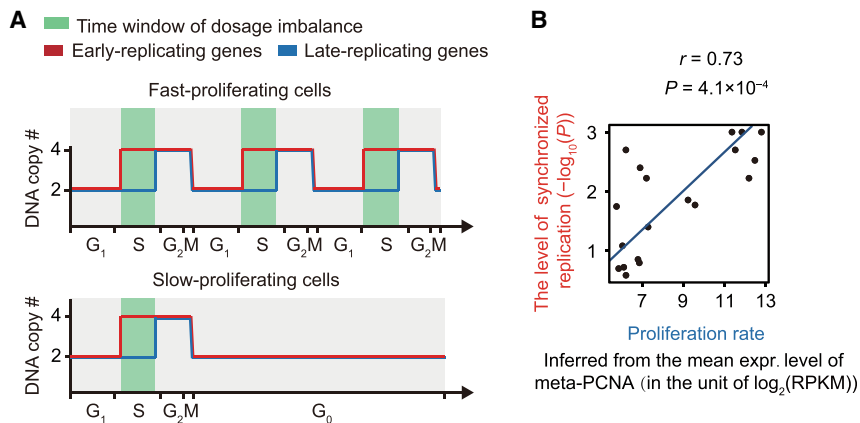 A
Time window of dosage imbalance
Early-replicating genes Late-replicating genes
Fast-proliferating cells
DNA copy #
4
2
G₁ S G₂M G₁ S G₂M G₁ S G₂M
Slow-proliferating cells
DNA copy #
4
2
G₁ S G₂M G₀
B
r = 0.73
P = 4.1×10⁻⁴
The level of synchronized
replication (−log₁₀(P))
3
2
1
7 9 11 13
Proliferation rate
Inferred from the mean expr. level of
meta-PCNA (in the unit of log₂(RPKM))